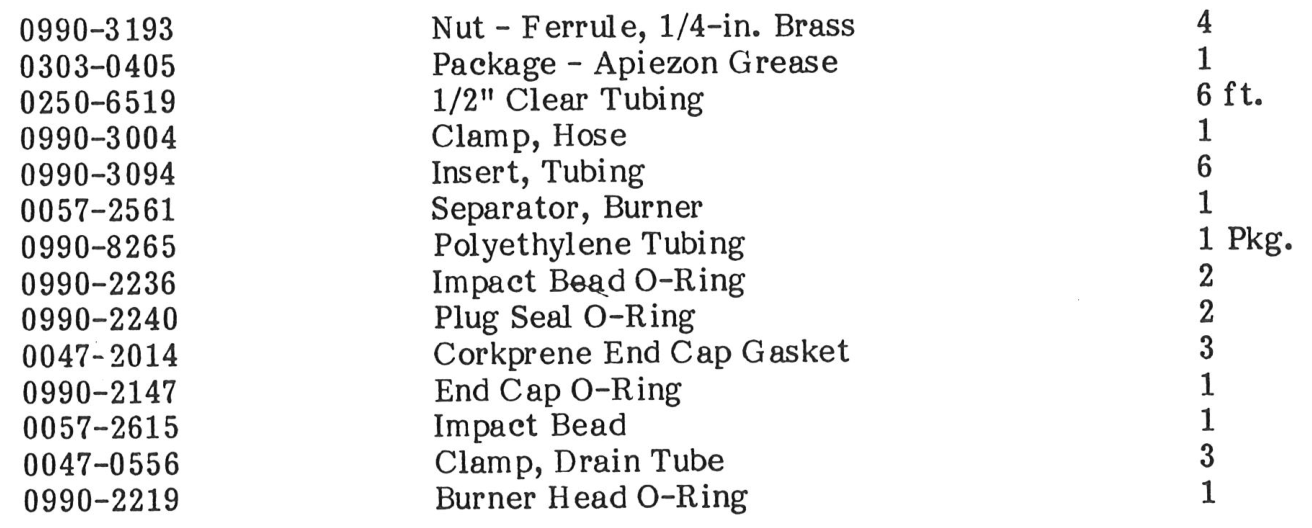 0990-3193 Nut - Ferrule, 1/4-in. Brass 4
0303-0405 Package - Apiezon Grease 1
0250-6519 1/2" Clear Tubing 6 ft.
0990-3004 Clamp, Hose 1
0990-3094 Insert, Tubing 6
0057-2561 Separator, Burner 1
0990-8265 Polyethylene Tubing 1 Pkg.
0990-2236 Impact Bead O-Ring 2
0990-2240 Plug Seal O-Ring 2
0047-2014 Corkprene End Cap Gasket 3
0990-2147 End Cap O-Ring 1
0057-2615 Impact Bead 1
0047-0556 Clamp, Drain Tube 3
0990-2219 Burner Head O-Ring 1